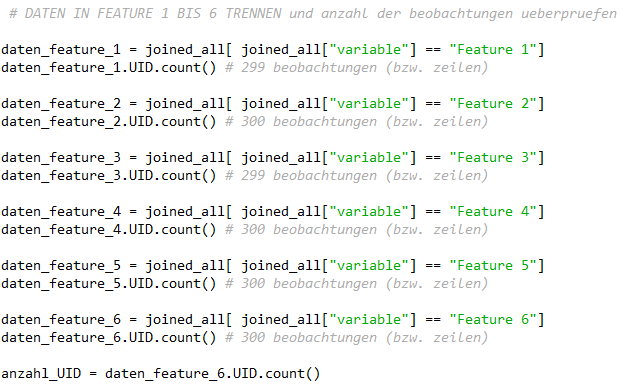 # DATEN IN FEATURE 1 BIS 6 TRENNEN und anzahl der beobachtungen ueberpruefen
daten_feature_1 = joined_all[ joined_all["variable"] == "Feature 1"]
daten_feature_1.UID.count() # 299 beobachtungen (bzw. zeilen)
daten_feature_2 = joined_all[ joined_all["variable"] == "Feature 2"]
daten_feature_2.UID.count() # 300 beobachtungen (bzw. zeilen)
daten_feature_3 = joined_all[ joined_all["variable"] == "Feature 3"]
daten_feature_3.UID.count() # 299 beobachtungen (bzw. zeilen)
daten_feature_4 = joined_all[ joined_all["variable"] == "Feature 4"]
daten_feature_4.UID.count() # 300 beobachtungen (bzw. zeilen)
daten_feature_5 = joined_all[ joined_all["variable"] == "Feature 5"]
daten_feature_5.UID.count() # 300 beobachtungen (bzw. zeilen)
daten_feature_6 = joined_all[ joined_all["variable"] == "Feature 6"]
daten_feature_6.UID.count() # 300 beobachtungen (bzw. zeilen)
anzahl_UID = daten_feature_6.UID.count()